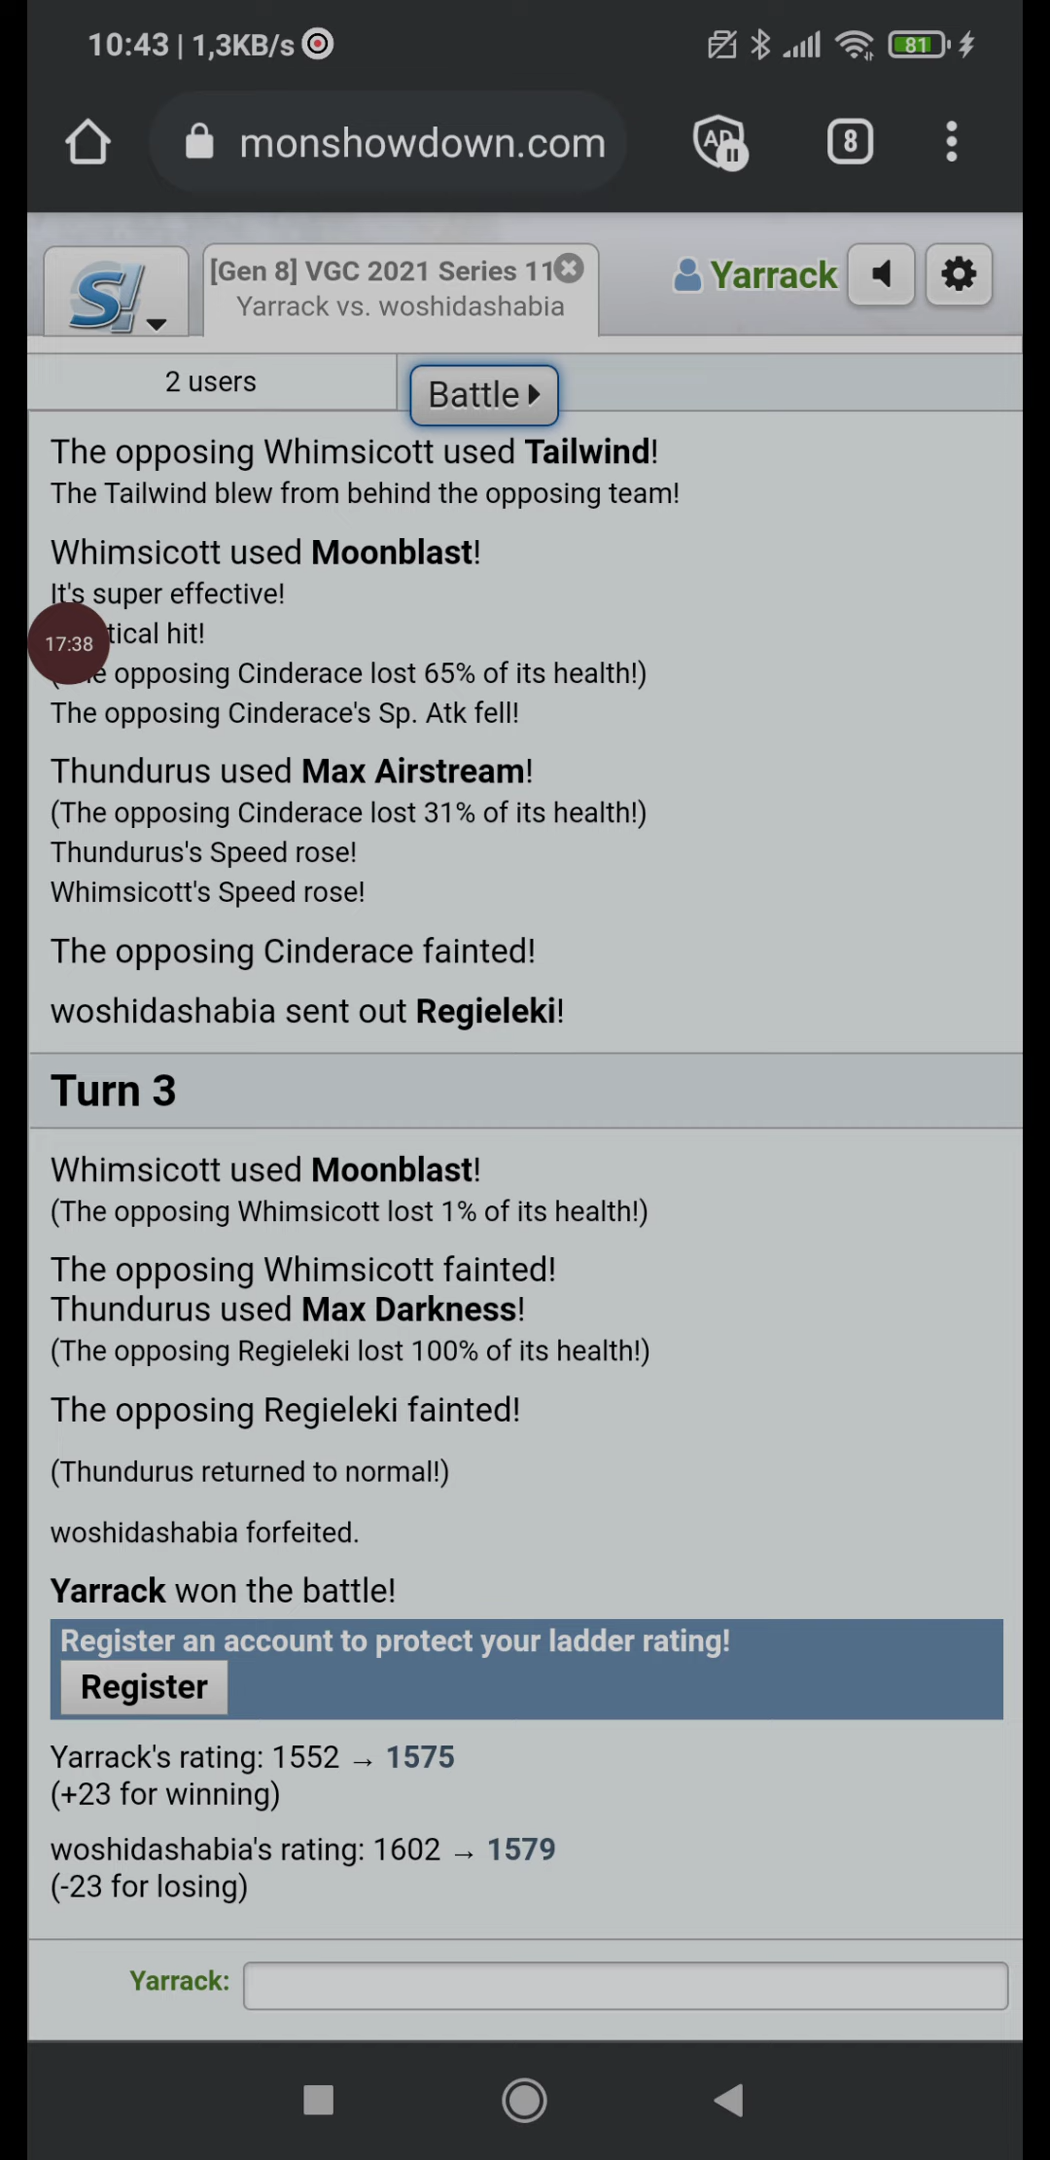 10:43 | 1,3KB/s
81
monshowdown.com
AD
8
S!
[Gen 8] VGC 2021 Series 11
Yarrack vs. woshidashabia
Yarrack
2 users
Battle
The opposing Whimsicott used Tailwind!
The Tailwind blew from behind the opposing team!
Whimsicott used Moonblast!
It's super effective!
tical hit!
17:38
opposing Cinderace lost 65% of its health!)
The opposing Cinderace's Sp. Atk fell!
Thundurus used Max Airstream!
(The opposing Cinderace lost 31% of its health!)
Thundurus's Speed rose!
Whimsicott's Speed rose!
The opposing Cinderace fainted!
woshidashabia sent out Regieleki!
Turn 3
Whimsicott used Moonblast!
(The opposing Whimsicott lost 1% of its health!)
The opposing Whimsicott fainted!
Thundurus used Max Darkness!
(The opposing Regieleki lost 100% of its health!)
The opposing Regieleki fainted!
(Thundurus returned to normal!)
woshidashabia forfeited.
Yarrack won the battle!
Register an account to protect your ladder rating!
Register
Yarrack's rating: 1552 → 1575
(+23 for winning)
woshidashabia's rating: 1602 → 1579
(-23 for losing)
Yarrack: